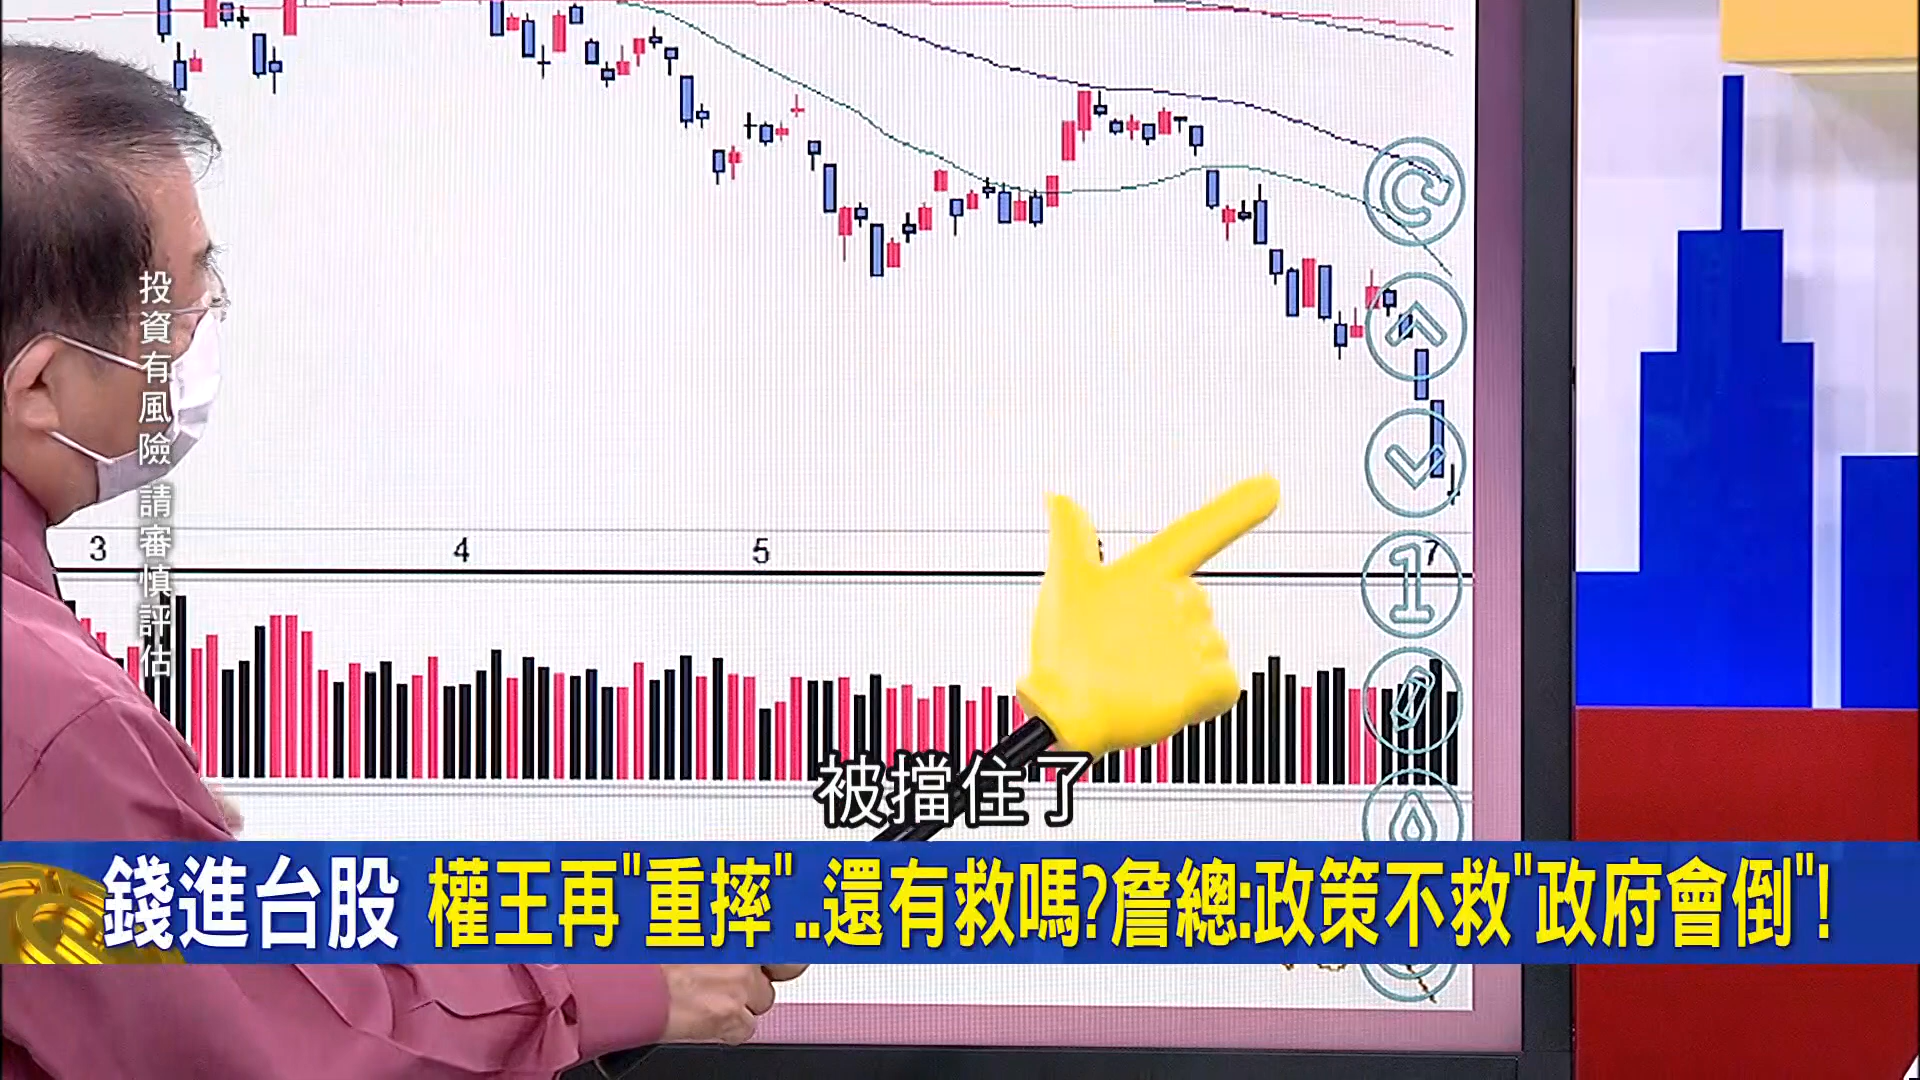 投資有風險 請審慎評估
3 4 5 7
1
被擋住了
錢進台股 權王再"重摔"..還有救嗎?詹總:政策不救"政府會倒"!